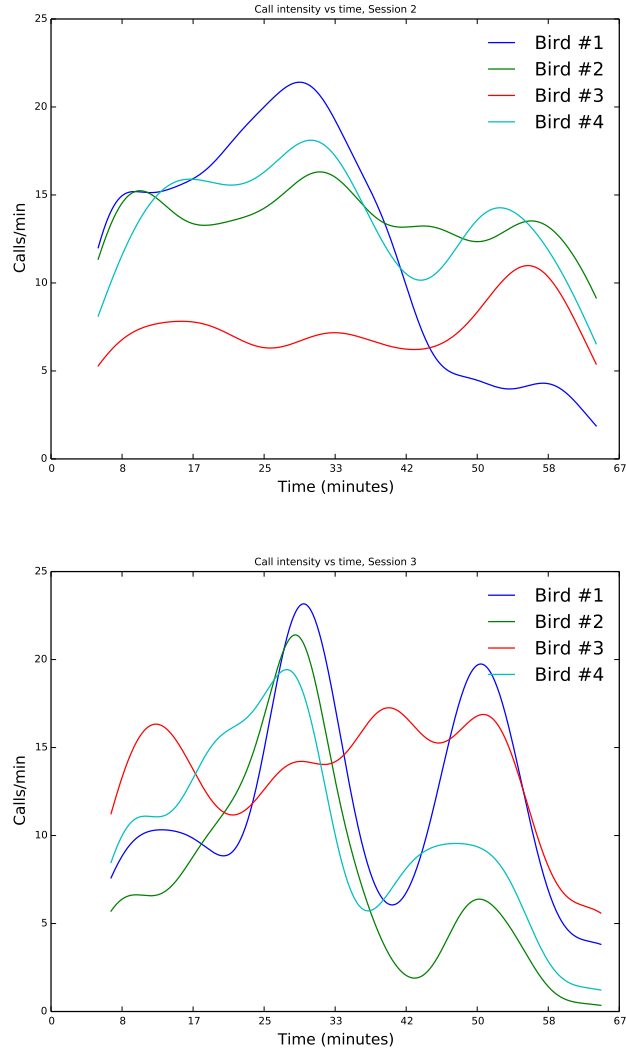 Call intensity vs time, Session 2
25
20
15
10
5
0
Calls/min
Bird #1
Bird #2
Bird #3
Bird #4
0 8 17 25 33 42 50 58 67
Time (minutes)
Call intensity vs time, Session 3
25
20
15
10
5
0
Calls/min
Bird #1
Bird #2
Bird #3
Bird #4
0 8 17 25 33 42 50 58 67
Time (minutes)